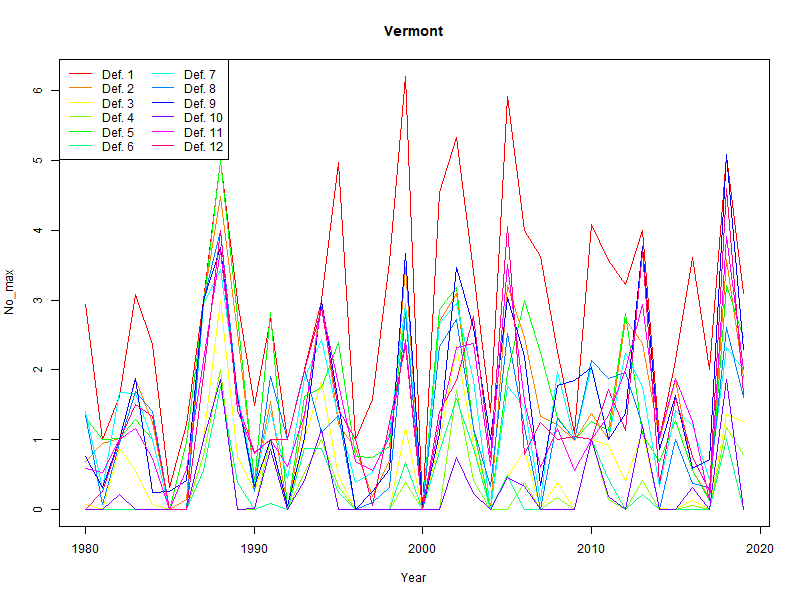 Vermont
Def. 1
Def. 2
Def. 3
Def. 4
Def. 5
Def. 6
Def. 7
Def. 8
Def. 9
Def. 10
Def. 11
Def. 12
No_max
6
5
4
3
2
1
0
1980 1990 2000 2010 2020
Year